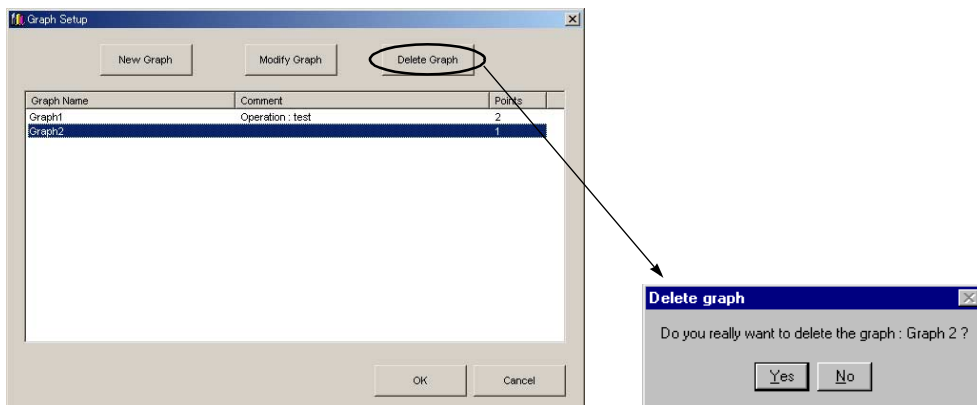 Graph Setup
New Graph Modify Graph Delete Graph
Graph Name Comment Points
Graph1 Operation : test 2
Graph2 1
OK Cancel
Delete graph
Do you really want to delete the graph : Graph 2 ?
Yes No